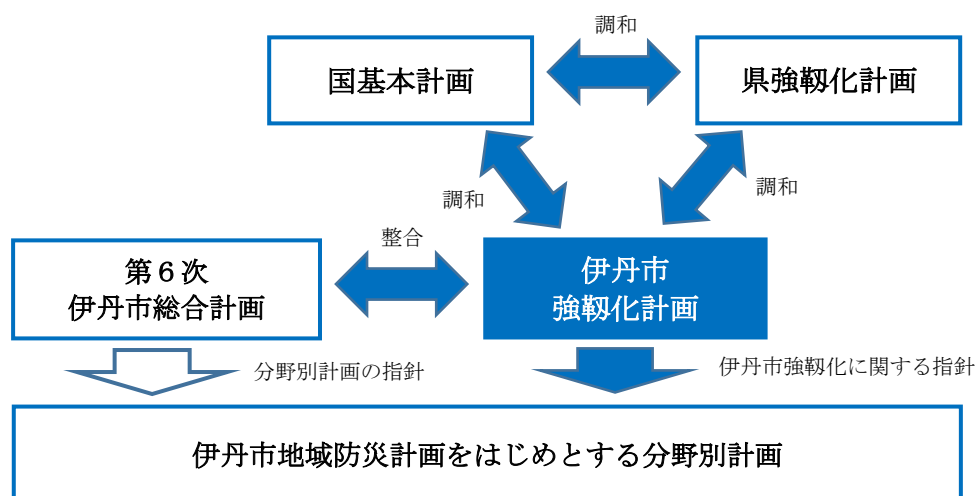 調和
国基本計画
県強靱化計画
調和
調和
整合
第６次
伊丹市総合計画
伊丹市
強靱化計画
分野別計画の指針
伊丹市強靱化に関する指針
伊丹市地域防災計画をはじめとする分野別計画